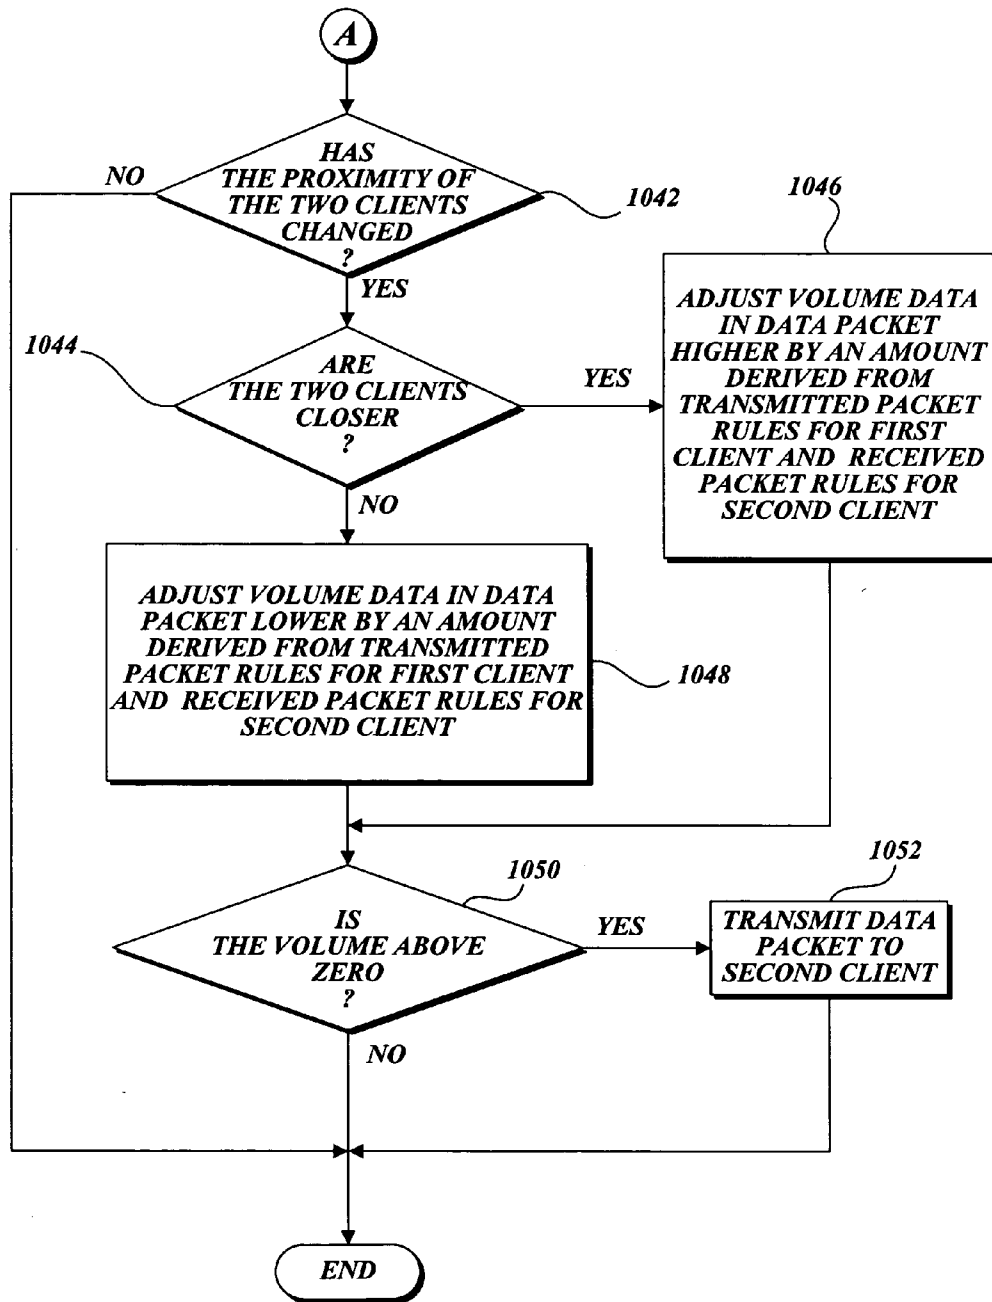 A
HAS
THE PROXIMITY OF
THE TWO CLIENTS
CHANGED
?
NO
1042
YES
1046
ADJUST VOLUME DATA
IN DATA PACKET
HIGHER BY AN AMOUNT
DERIVED FROM
TRANSMITTED PACKET
RULES FOR FIRST
CLIENT AND RECEIVED
PACKET RULES FOR
SECOND CLIENT
1044
ARE
THE TWO CLIENTS
CLOSER
?
YES
NO
ADJUST VOLUME DATA IN DATA
PACKET LOWER BY AN AMOUNT
DERIVED FROM TRANSMITTED
PACKET RULES FOR FIRST CLIENT
AND RECEIVED PACKET RULES FOR
SECOND CLIENT
1048
1050
IS
THE VOLUME ABOVE
ZERO
?
YES
1052
TRANSMIT DATA
PACKET TO
SECOND CLIENT
NO
END